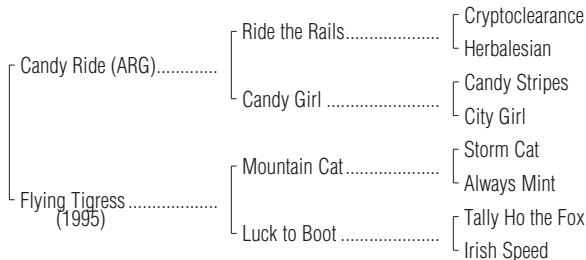 Cryptoclearance
Ride the Rails.....................
Herbalesian
Candy Ride (ARG).............
Candy Stripes
Candy Girl .........................
City Girl
Storm Cat
Mountain Cat.....................
Always Mint
Flying Tigress ...................
(1995)
Tally Ho the Fox
Luck to Boot ......................
Irish Speed